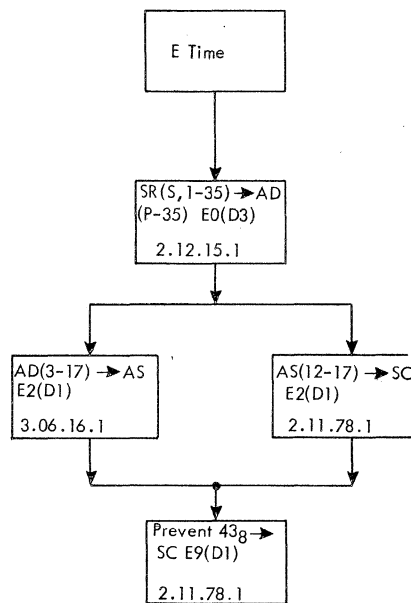 E Time
SR(S,1-35)→AD
(P-35) E0(D3)
2.12.15.1
AD(3-17)→AS
E2(D1)
3.06.16.1
AS(12-17)→SC
E2(D1)
2.11.78.1
Prevent 43₈→
SC E9(D1)
2.11.78.1